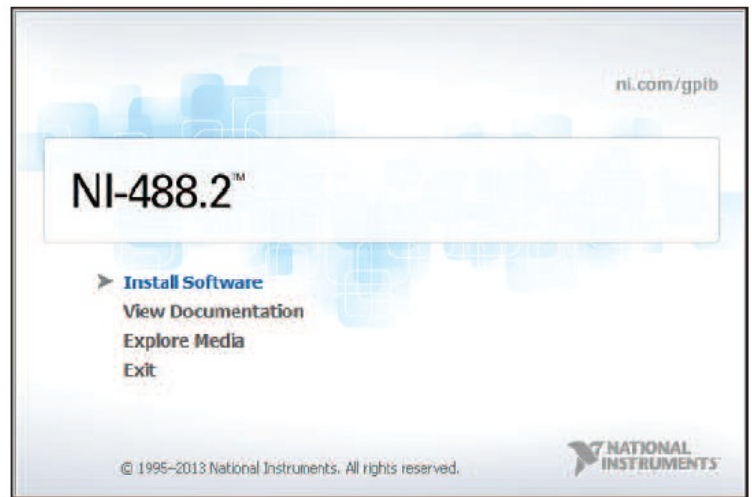 ni.com/gpib
NI-488.2™
Install Software
View Documentation
Explore Media
Exit
© 1995–2013 National Instruments. All rights reserved.
NATIONAL
INSTRUMENTS